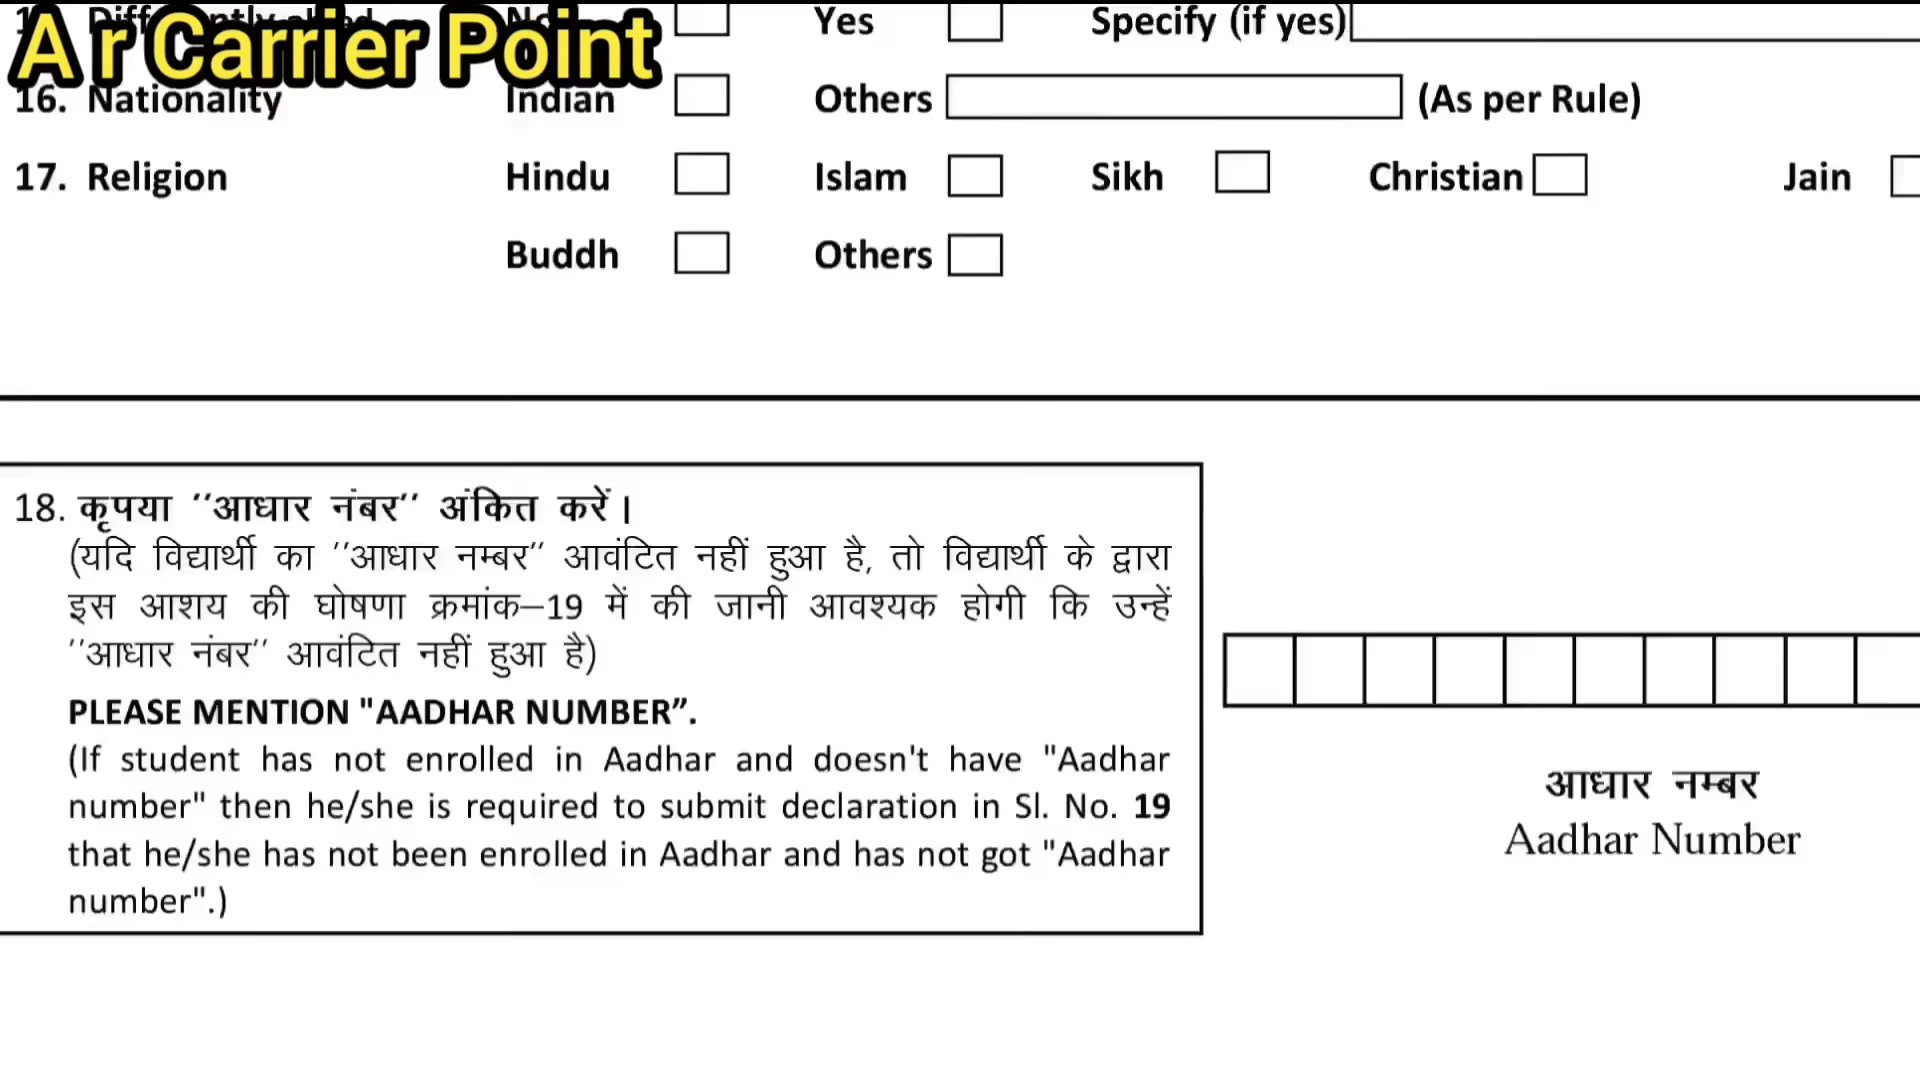 A r Carrier Point
No Yes Specify (if yes)
16. Nationality Indian Others (As per Rule)
17. Religion Hindu Islam Sikh Christian Jain
Buddh Others
18. कृपया ‘‘आधार नंबर‘‘ अंकित करें।
(यदि विद्यार्थी का ‘‘आधार नम्बर‘‘ आवंटित नहीं हुआ है, तो विद्यार्थी के द्वारा
इस आशय की घोषणा क्रमांक–19 में की जानी आवश्यक होगी कि उन्हें
‘‘आधार नंबर‘‘ आवंटित नहीं हुआ है)
PLEASE MENTION "AADHAR NUMBER”.
(If student has not enrolled in Aadhar and doesn't have "Aadhar
number" then he/she is required to submit declaration in Sl. No. 19
that he/she has not been enrolled in Aadhar and has not got "Aadhar
number".)
आधार नम्बर
Aadhar Number